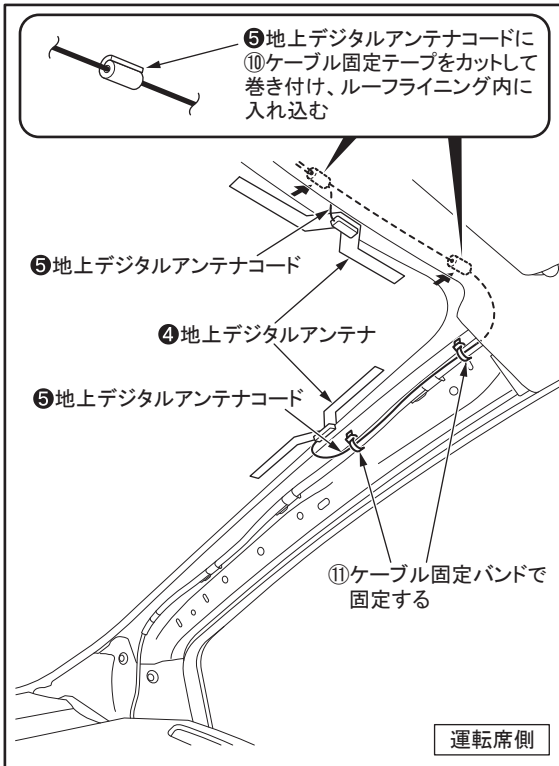 ❺地上デジタルアンテナコードに
⑩ケーブル固定テープをカットして
巻き付け、ルーフライニング内に
入れ込む
❺地上デジタルアンテナコード
❹地上デジタルアンテナ
❺地上デジタルアンテナコード
⑪ケーブル固定バンドで
固定する
運転席側